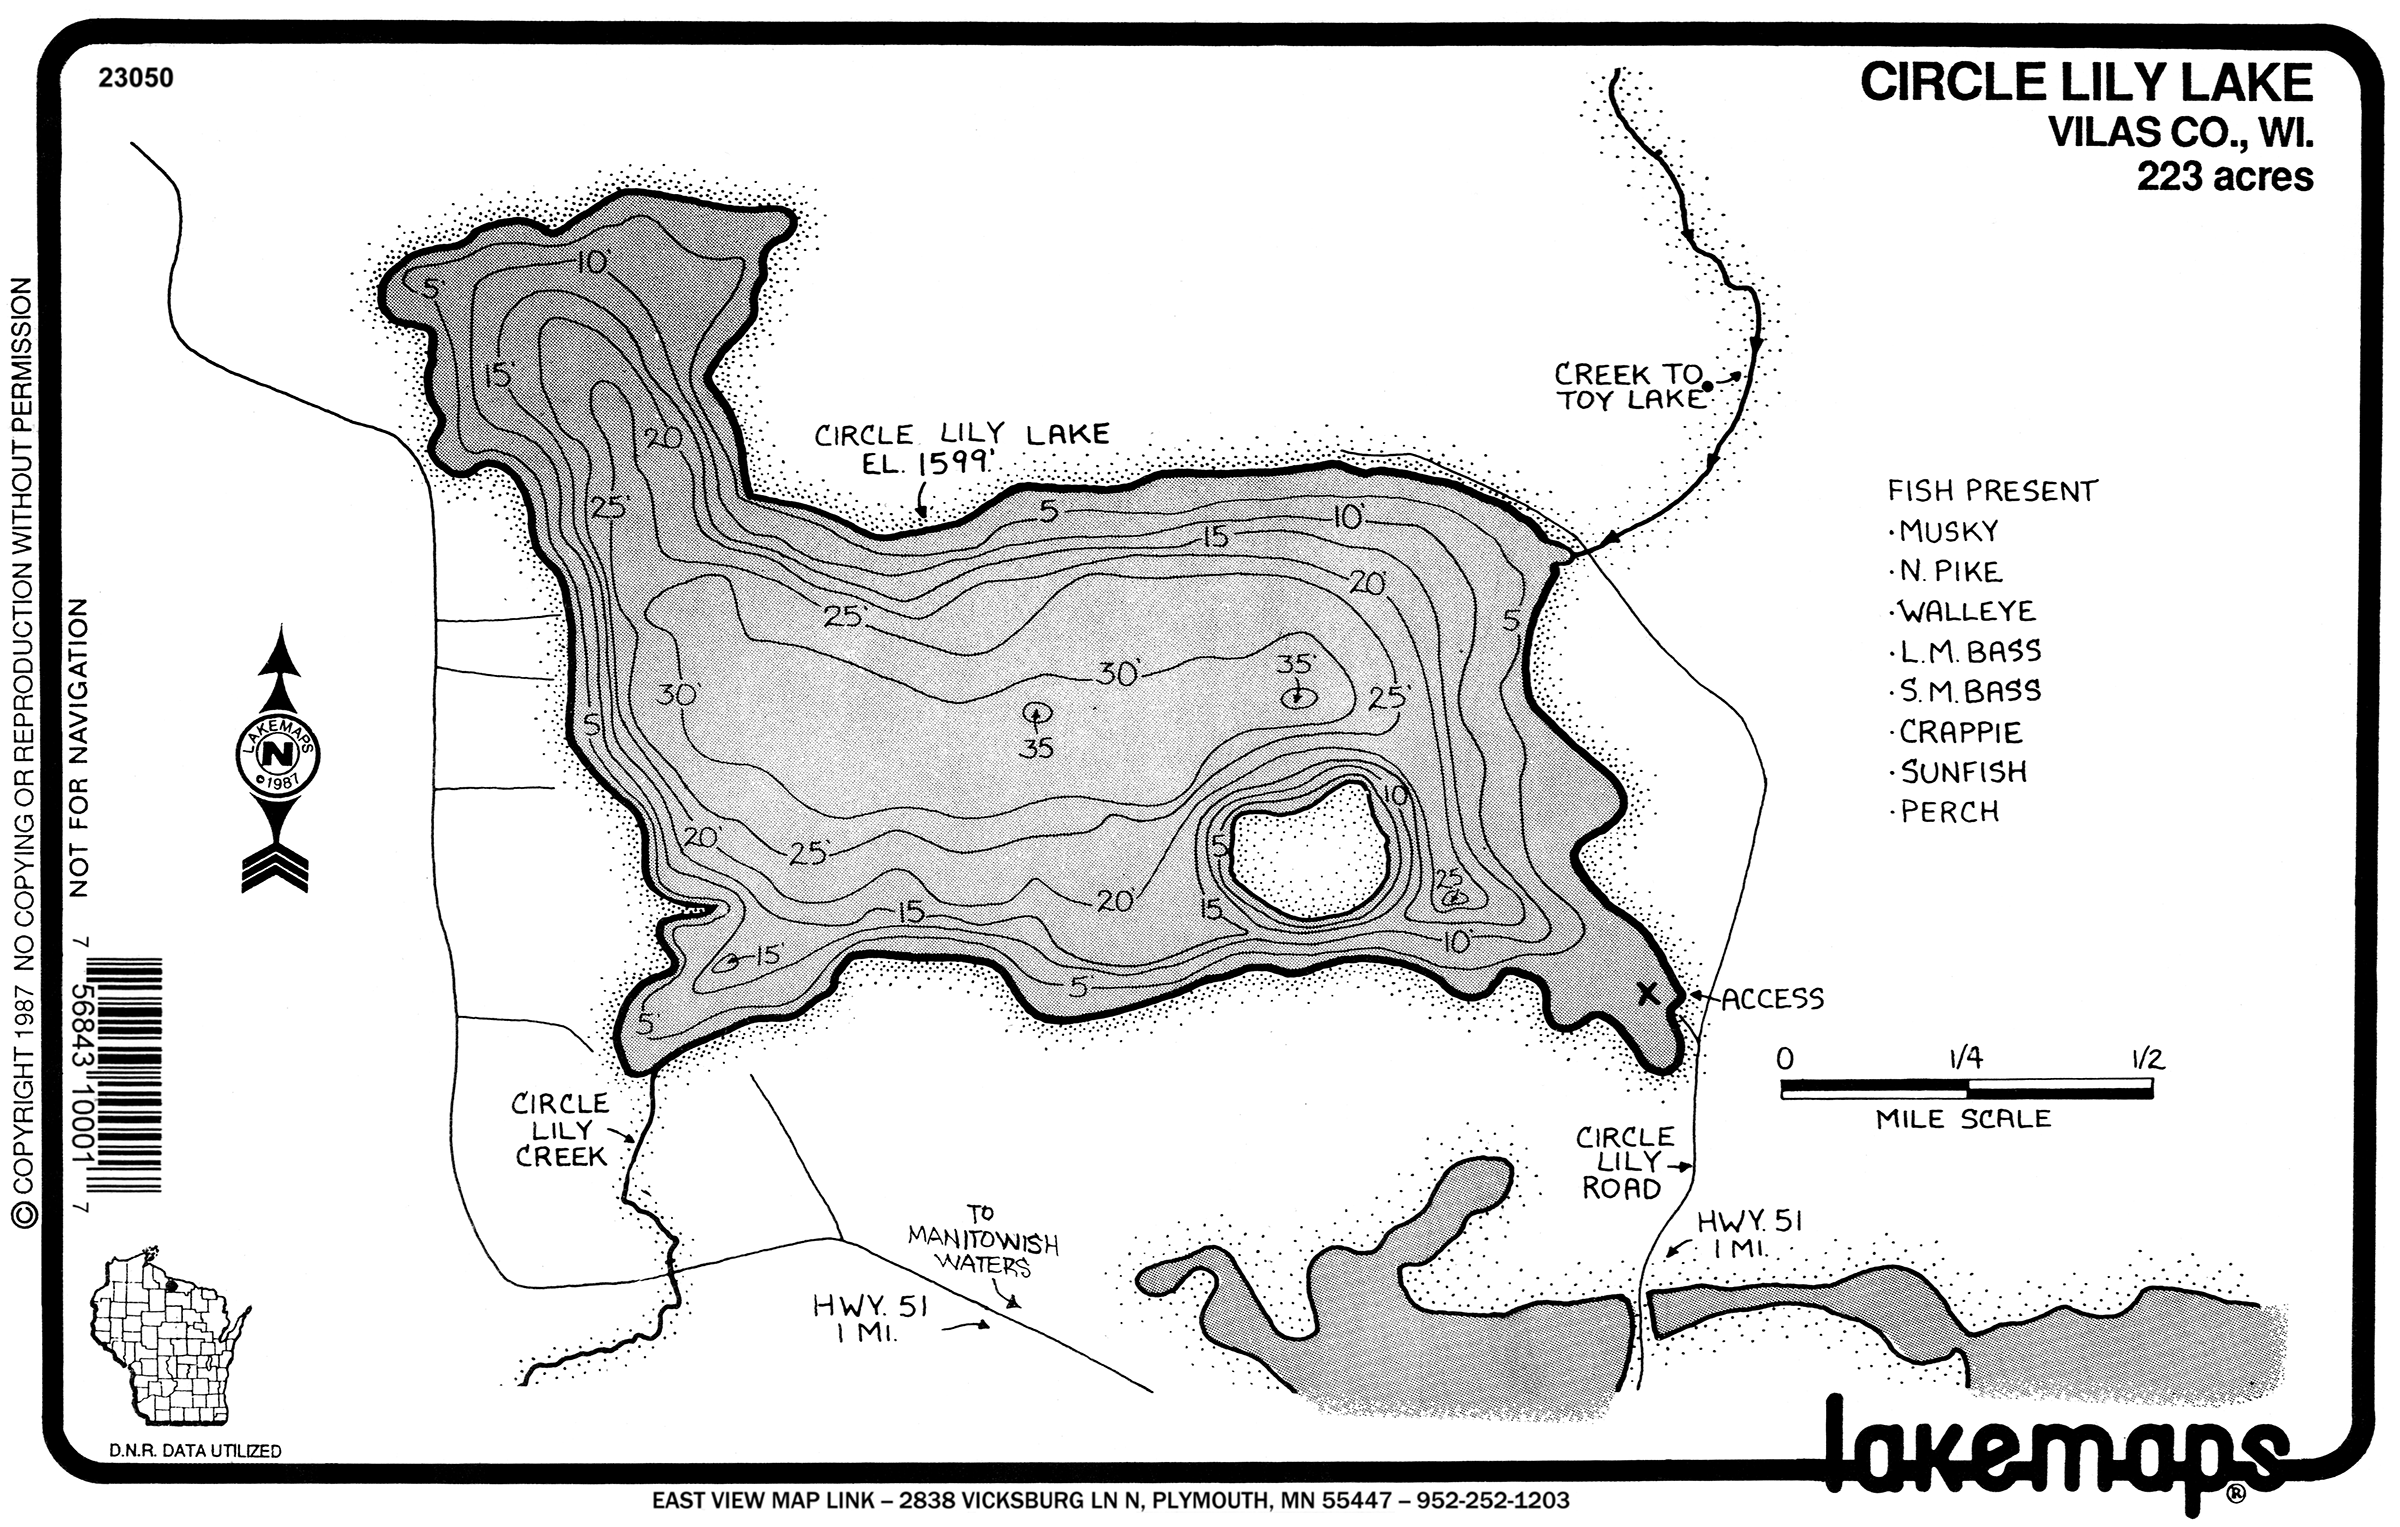 23050
CIRCLE LILY LAKE
VILAS CO., WI.
223 acres
© COPYRIGHT 1987 NO COPYING OR REPRODUCTION WITHOUT PERMISSION
NOT FOR NAVIGATION
7 56843 10001 7
LAKEMAPS
N
©1987
CIRCLE LILY LAKE
EL. 1599'
CREEK TO
TOY LAKE
FISH PRESENT
·MUSKY
·N. PIKE
·WALLEYE
·L.M. BASS
·S.M. BASS
·CRAPPIE
·SUNFISH
·PERCH
10'
5'
15'
20'
25'
5
10'
15
20'
25'
5
35'
30'
25'
30'
5
35
10
20'
25'
5
25
20'
15
15
10'
15'
5'
5'
ACCESS
0 1/4 1/2
MILE SCALE
CIRCLE
LILY
CREEK
CIRCLE
LILY
ROAD
TO
MANITOWISH
WATERS
HWY. 51
1 MI.
HWY. 51
1 MI.
D.N.R. DATA UTILIZED
lakemaps®
EAST VIEW MAP LINK – 2838 VICKSBURG LN N, PLYMOUTH, MN 55447 – 952-252-1203